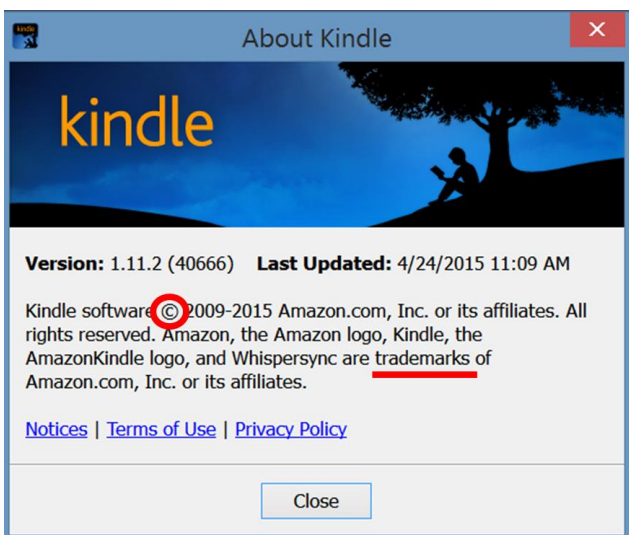 kindle
About Kindle
kindle
Version: 1.11.2 (40666) Last Updated: 4/24/2015 11:09 AM
Kindle software © 2009-2015 Amazon.com, Inc. or its affiliates. All
rights reserved. Amazon, the Amazon logo, Kindle, the
AmazonKindle logo, and Whispersync are trademarks of
Amazon.com, Inc. or its affiliates.
Notices | Terms of Use | Privacy Policy
Close